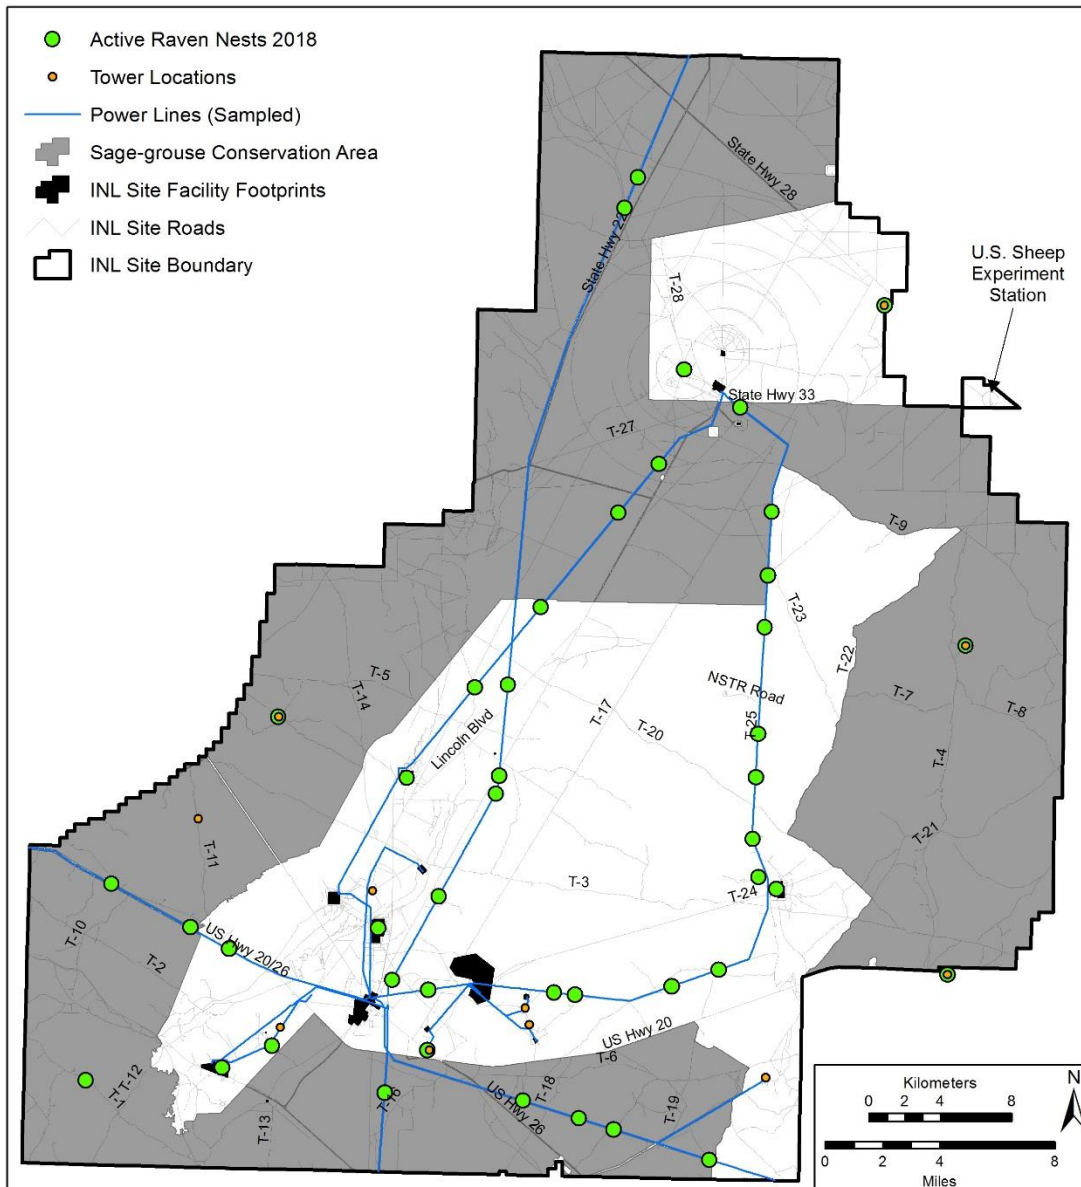 Active Raven Nests 2018
Tower Locations
Power Lines (Sampled)
Sage-grouse Conservation Area
INL Site Facility Footprints
INL Site Roads
INL Site Boundary
State Hwy 28
State Hwy 22
U.S. Sheep
Experiment
Station
T-28
State Hwy 33
T-27
T-9
T-23
T-22
T-5
T-14
NSTR Road
T-7
T-8
T-17
T-20
T-25
Lincoln Blvd
T-4
T-21
T-11
T-3
T-24
T-10
US Hwy 20/26
T-2
US Hwy 20
T-6
T-12
T-1
T-16
T-18
US Hwy 26
T-19
T-13
Kilometers
0 2 4 8
N
0 2 4 8
Miles